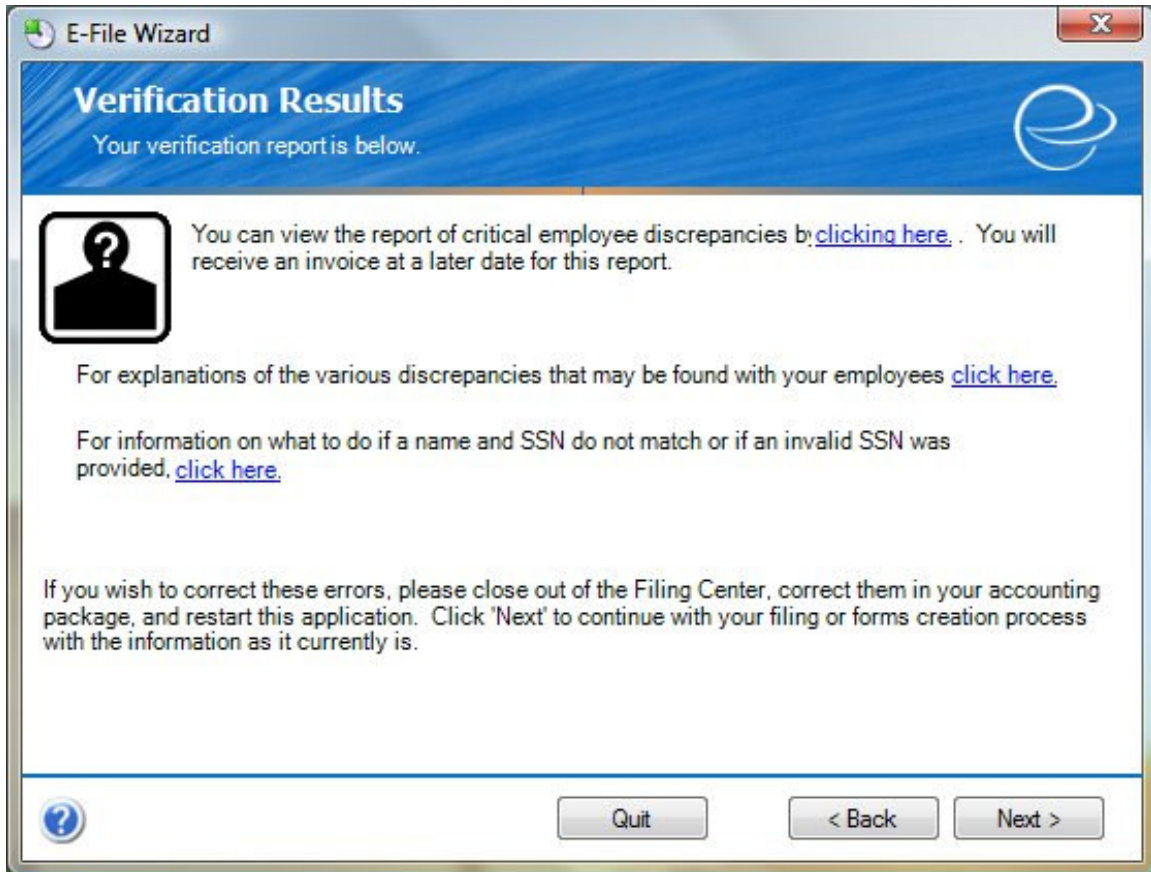 E-File Wizard
Verification Results
Your verification report is below.
You can view the report of critical employee discrepancies by clicking here. . You will
receive an invoice at a later date for this report.
For explanations of the various discrepancies that may be found with your employees click here.
For information on what to do if a name and SSN do not match or if an invalid SSN was
provided, click here.
If you wish to correct these errors, please close out of the Filing Center, correct them in your accounting
package, and restart this application. Click 'Next' to continue with your filing or forms creation process
with the information as it currently is.
Quit
< Back
Next >